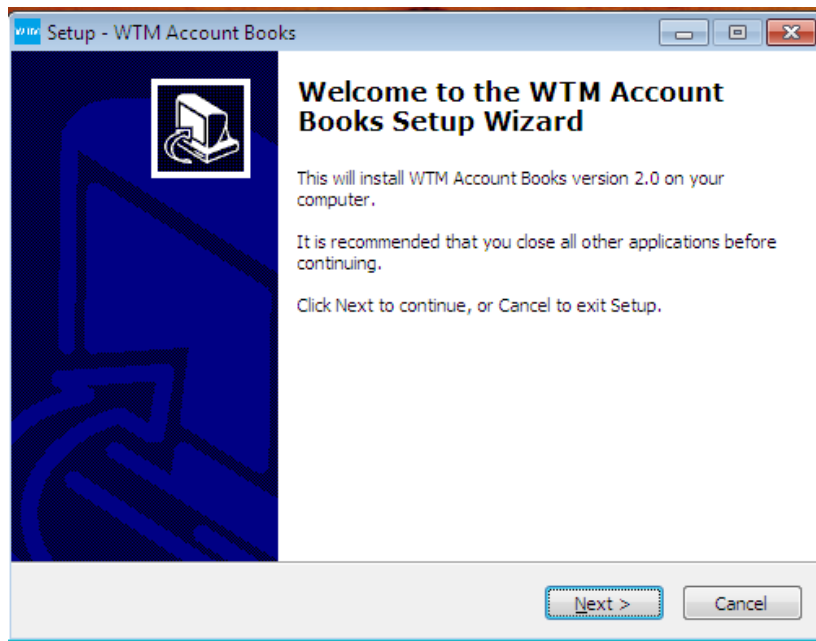 WTM Setup - WTM Account Books
Welcome to the WTM Account
Books Setup Wizard
This will install WTM Account Books version 2.0 on your
computer.
It is recommended that you close all other applications before
continuing.
Click Next to continue, or Cancel to exit Setup.
Next >
Cancel